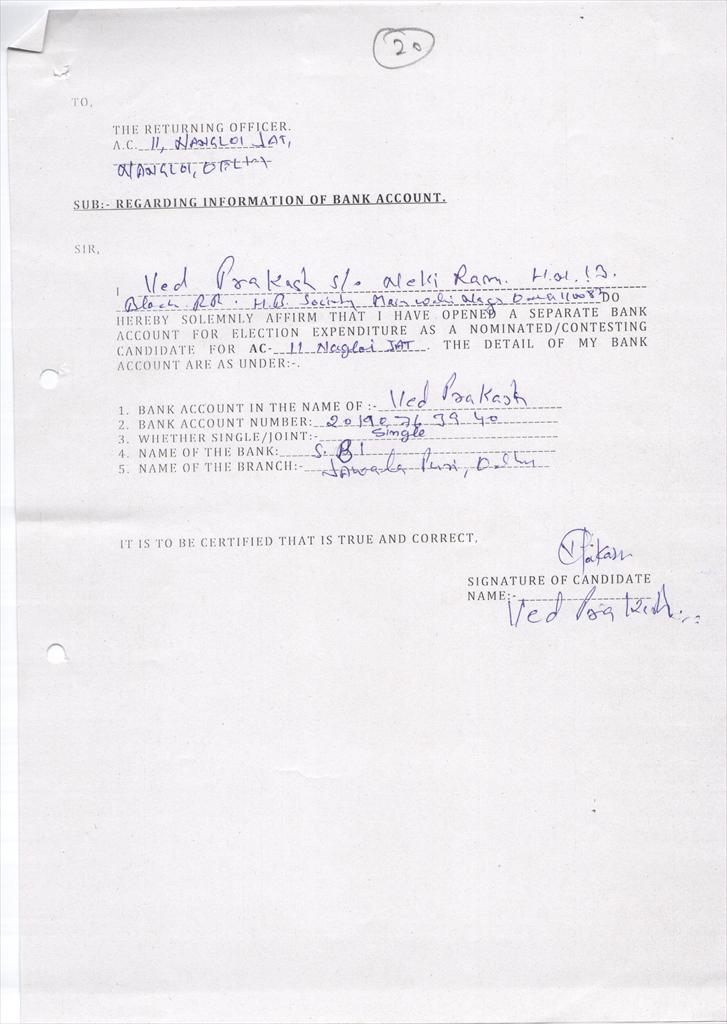 20
TO,
THE RETURNING OFFICER.
A.C. 11, NANGLOI JAT,
NANGLOI, DELHI
SUB:- REGARDING INFORMATION OF BANK ACCOUNT.
SIR,
I Ved Prakash s/o Neki Ram. H.N. 13.
Block RR. H.B. Society DO
HEREBY SOLEMNLY AFFIRM THAT I HAVE OPENED A SEPARATE BANK
ACCOUNT FOR ELECTION EXPENDITURE AS A NOMINATED/CONTESTING
CANDIDATE FOR AC- 11 Nagloi JAT. THE DETAIL OF MY BANK
ACCOUNT ARE AS UNDER:-.
1. BANK ACCOUNT IN THE NAME OF :- Ved Prakash
2. BANK ACCOUNT NUMBER:
3. WHETHER SINGLE/JOINT:- Single
4. NAME OF THE BANK: S.B1
5. NAME OF THE BRANCH:- Jawala Puri, Delhi
IT IS TO BE CERTIFIED THAT IS TRUE AND CORRECT,
SIGNATURE OF CANDIDATE
NAME:-
Ved Prakash